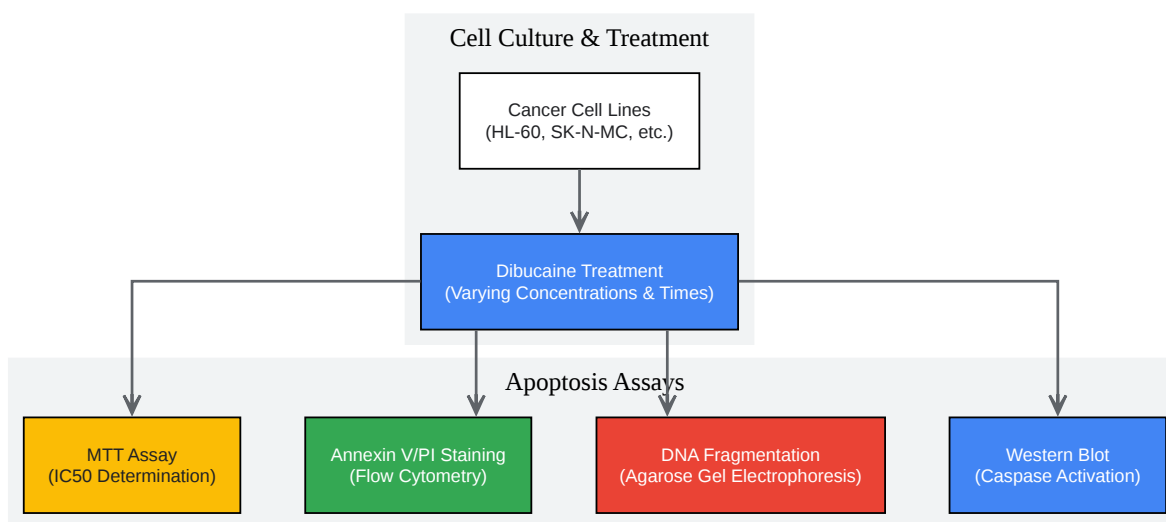 Cell Culture & Treatment
Cancer Cell Lines
(HL-60, SK-N-MC, etc.)
Dibucaine Treatment
(Varying Concentrations & Times)
Apoptosis Assays
MTT Assay
(IC50 Determination)
Annexin V/PI Staining
(Flow Cytometry)
DNA Fragmentation
(Agarose Gel Electrophoresis)
Western Blot
(Caspase Activation)